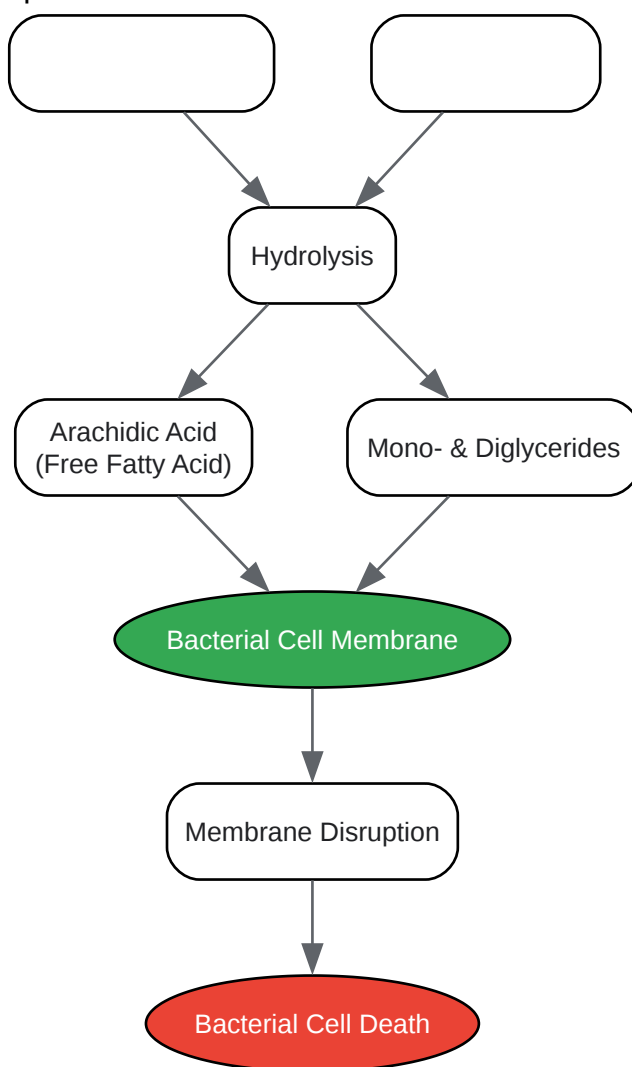 Hydrolysis
Arachidic Acid
(Free Fatty Acid)
Mono- & Diglycerides
Bacterial Cell Membrane
Membrane Disruption
Bacterial Cell Death